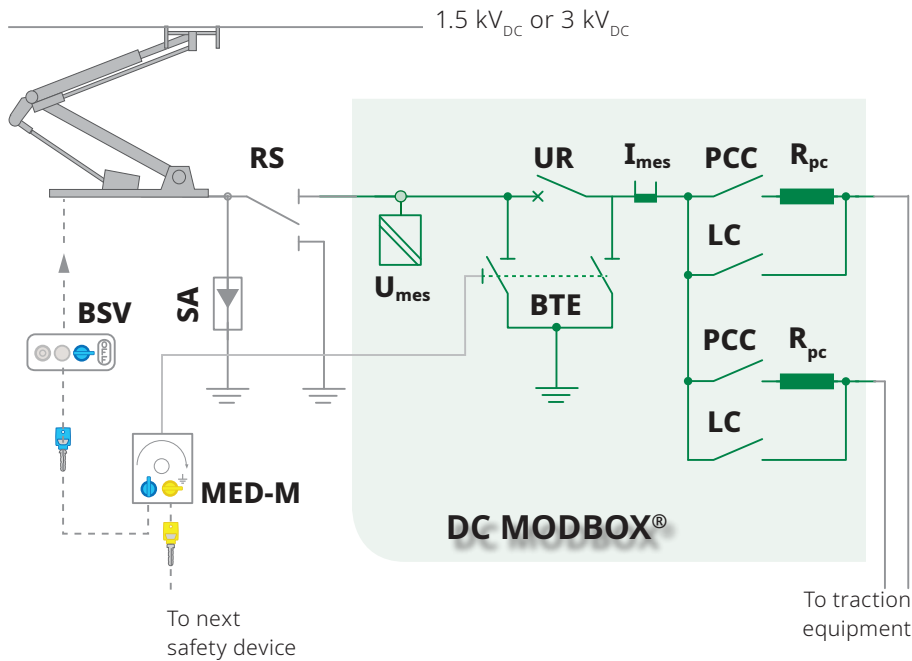 1.5 kV_DC or 3 kV_DC
RS
UR
I_mes
PCC
R_pc
LC
U_mes
SA
BSV
OFF
BTE
PCC
R_pc
LC
MED-M
DC MODBOX®
To next
safety device
To traction
equipment